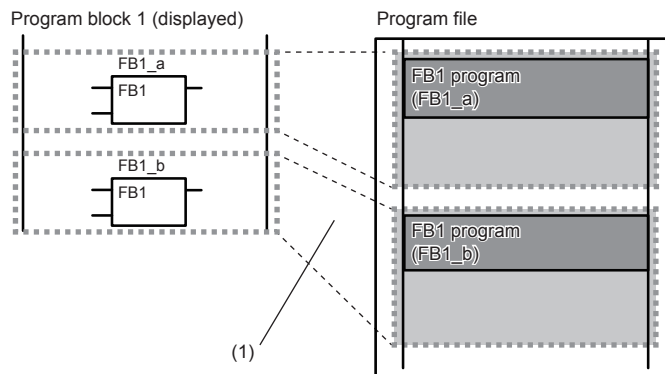 Program block 1 (displayed)
Program file
FB1_a
FB1
FB1_b
FB1
FB1 program
(FB1_a)
FB1 program
(FB1_b)
(1)